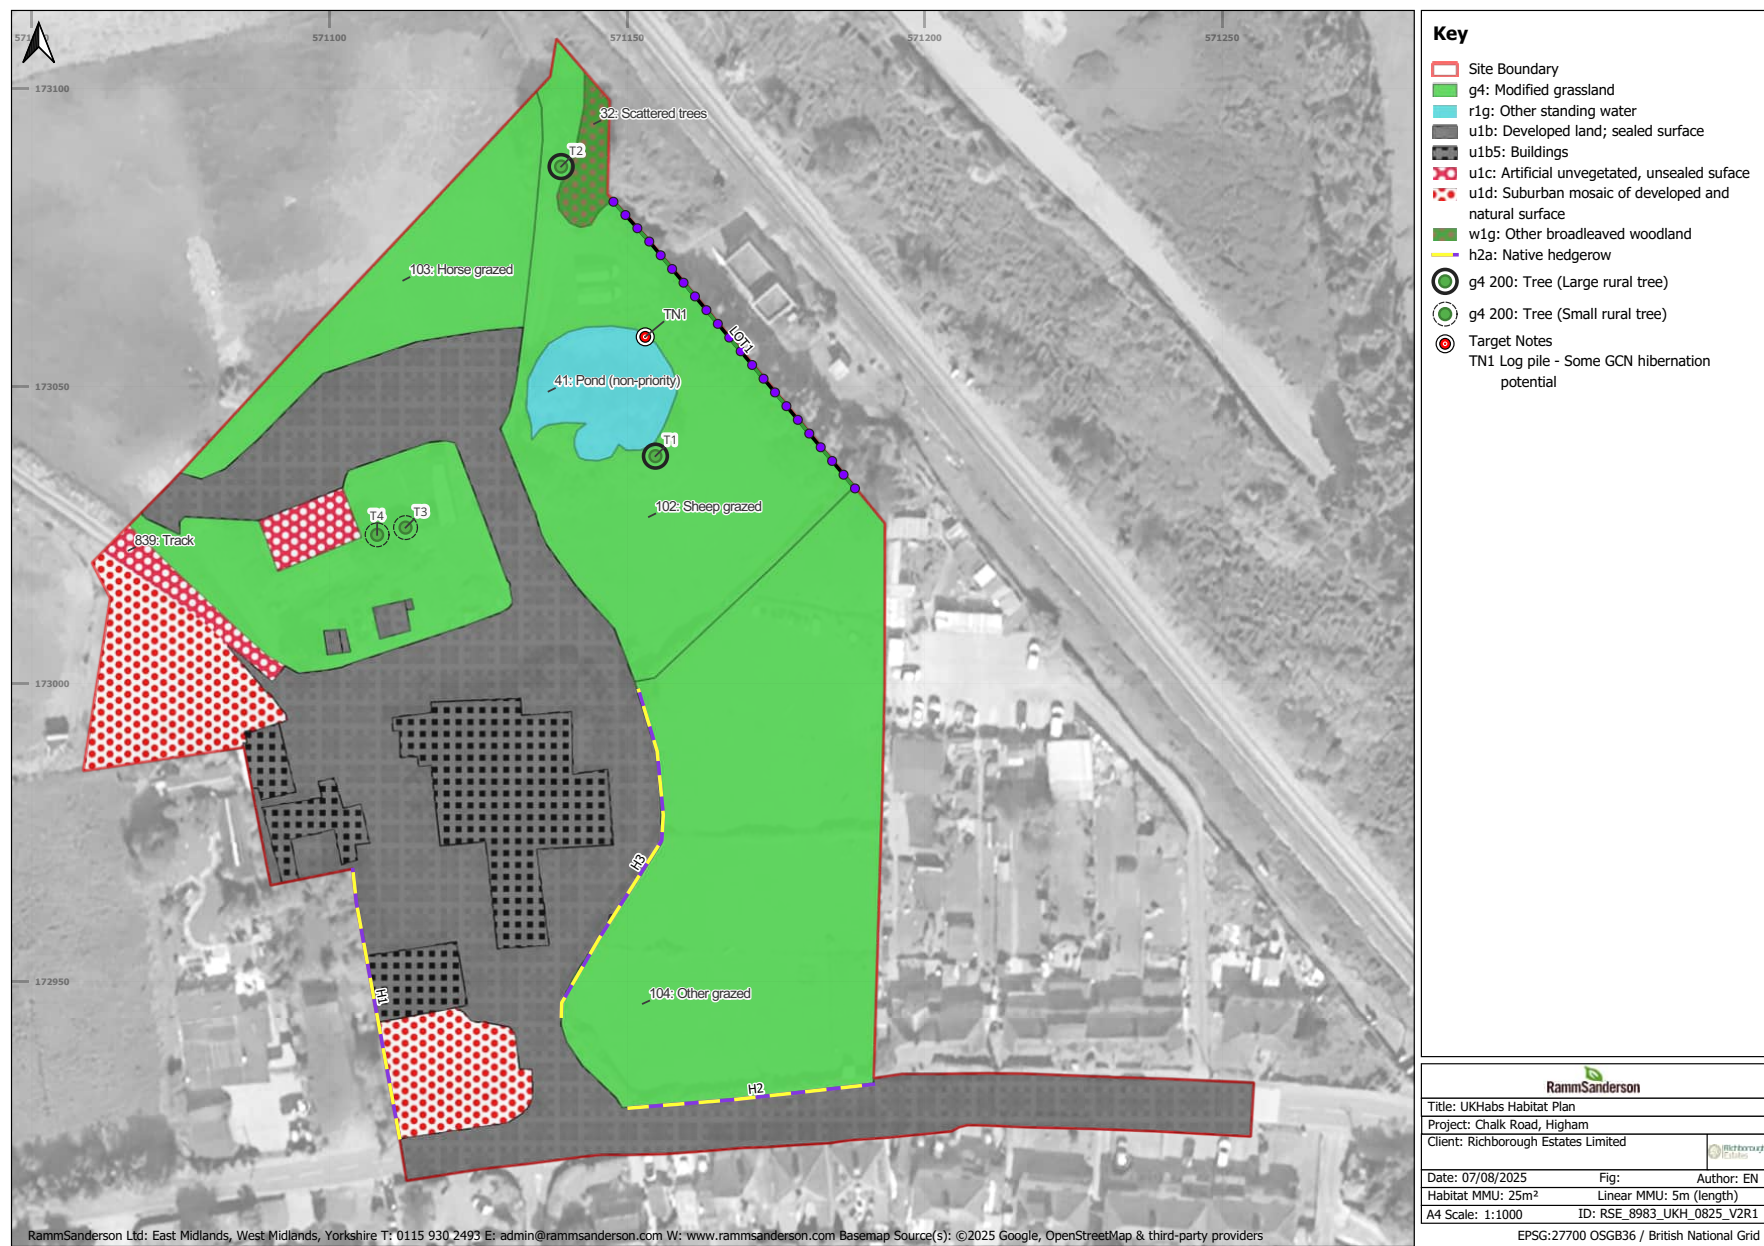 571100
571150
571200
571250
173100
173050
173000
172950
32: Scattered trees
T2
103: Horse grazed
TN1
LOT1
41: Pond (non-priority)
T1
102: Sheep grazed
T4
T3
839: Track
H3
104: Other grazed
H1
H2
RammSanderson Ltd: East Midlands, West Midlands, Yorkshire T: 0115 930 2493 E: admin@rammsanderson.com W: www.rammsanderson.com Basemap Source(s): ©2025 Google, OpenStreetMap & third-party providers
Key
Site Boundary
g4: Modified grassland
r1g: Other standing water
u1b: Developed land; sealed surface
u1b5: Buildings
u1c: Artificial unvegetated, unsealed suface
u1d: Suburban mosaic of developed and
natural surface
w1g: Other broadleaved woodland
h2a: Native hedgerow
g4 200: Tree (Large rural tree)
g4 200: Tree (Small rural tree)
Target Notes
TN1 Log pile - Some GCN hibernation
potential
RammSanderson
Title: UKHabs Habitat Plan
Project: Chalk Road, Higham
Client: Richborough Estates Limited
Richborough
Estates
Date: 07/08/2025 Fig: Author: EN
Habitat MMU: 25m² Linear MMU: 5m (length)
A4 Scale: 1:1000 ID: RSE_8983_UKH_0825_V2R1
EPSG:27700 OSGB36 / British National Grid